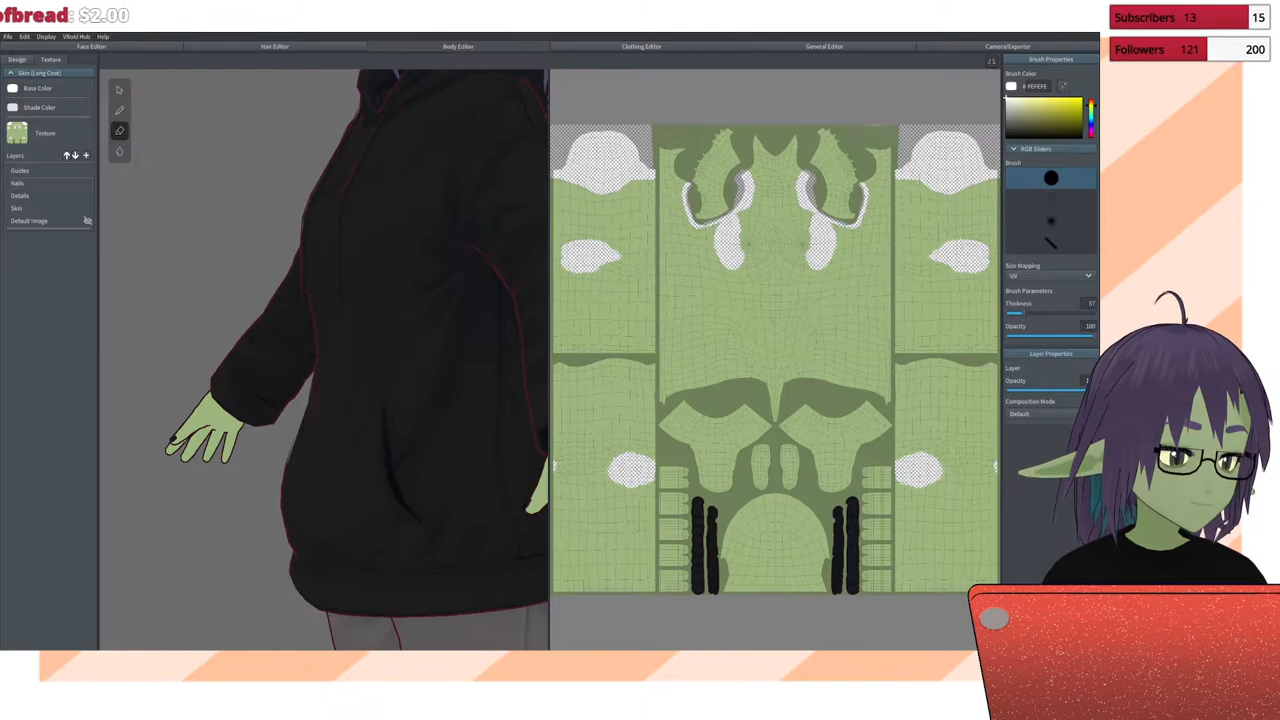 ofbread: $2.00
Subscribers 13 15
Followers 121 200
File Edit Display VRoid Hub Help
Face Editor Hair Editor Body Editor Clothing Editor General Editor Camera/Exporter
Design Texture
Skin (Long Coat)
Base Color
Shade Color
Texture
Layers
Guides
Nails
Details
Skin
Default Image
Brush Properties
Brush Color
# FEFEFE
RGB Sliders
Brush
Size Mapping
UV
Brush Parameters
Thickness 57
Opacity 100
Layer Properties
Layer
Opacity
Composition Mode
Default